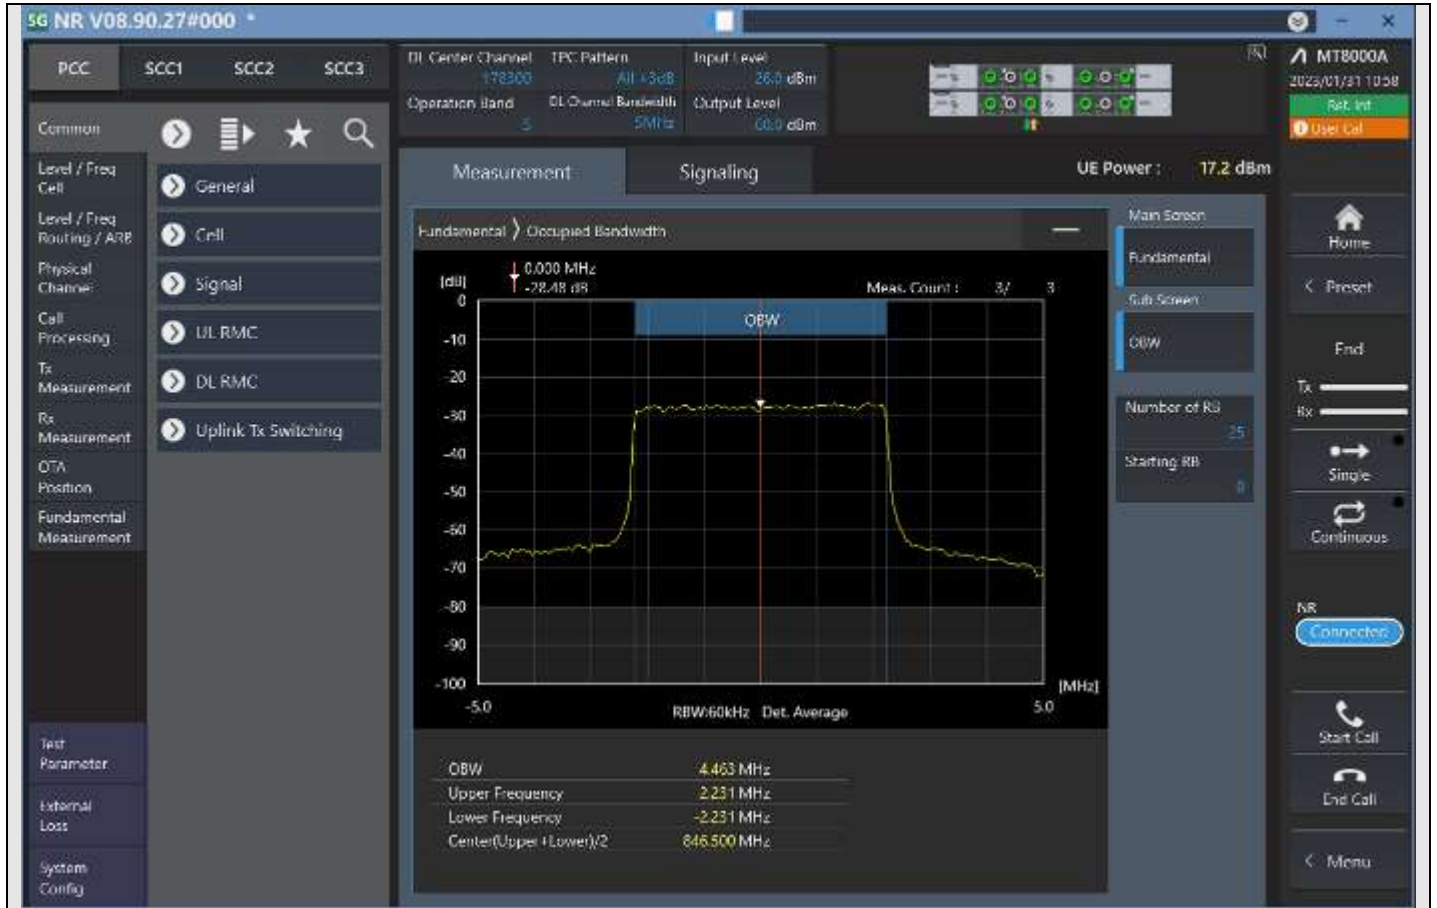 SG NR V08.90.27#000 *
PCC SCC1 SCC2 SCC3
DL Center Channel
178300
TPC Pattern
All +3dB
Input Level
26.0 dBm
Operation Band
5
DL Channel Bandwidth
5MHz
Output Level
dBm
MT8000A
2023/01/31 10:58
Ref. Int
User Cal
Common
Level / Freq
Cell
Level / Freq
Routing / ARB
Physical
Channel
Call
Processing
Tx
Measurement
Rx
Measurement
OTA
Position
Fundamental
Measurement
Test
Parameter
External
Loss
System
Config
General
Cell
Signal
UL RMC
DL RMC
Uplink Tx Switching
Measurement Signaling
UE Power : 17.2 dBm
Fundamental Occupied Bandwidth
0.000 MHz
-28.48 dB
[dB]
Meas. Count : 3/ 3
OBW
0
-10
-20
-30
-40
-50
-60
-70
-80
-90
-100
-5.0
5.0
[MHz]
RBW:60kHz Det. Average
OBW 4.463 MHz
Upper Frequency 2.231 MHz
Lower Frequency -2.231 MHz
Center(Upper+Lower)/2 846.500 MHz
Main Screen
Fundamental
Sub Screen
OBW
Number of RB
25
Starting RB
0
Home
< Preset
End
Tx
Rx
Single
Continuous
NR
Connected
Start Call
End Call
< Menu